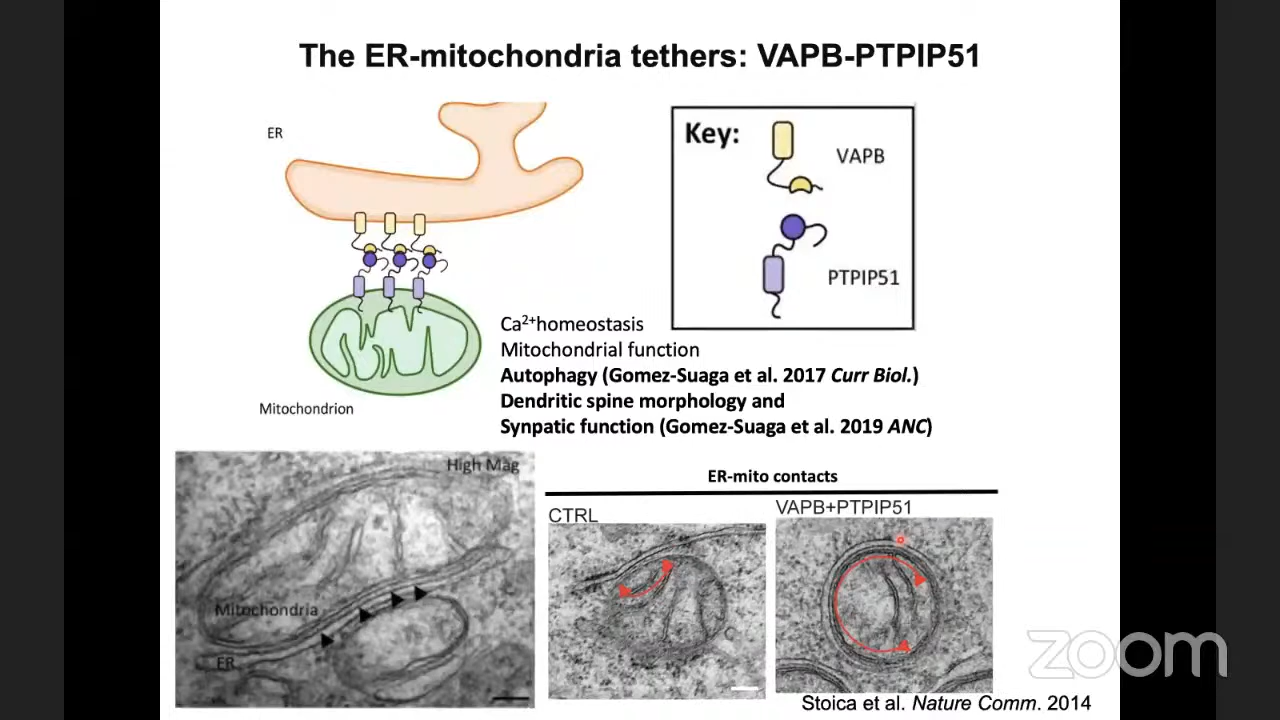 The ER-mitochondria tethers: VAPB-PTPIP51
ER
Key:
VAPB
PTPIP51
Mitochondrion
Ca²⁺homeostasis
Mitochondrial function
Autophagy (Gomez-Suaga et al. 2017 Curr Biol.)
Dendritic spine morphology and
Synpatic function (Gomez-Suaga et al. 2019 ANC)
High Mag
Mitochondria
ER
ER-mito contacts
CTRL
VAPB+PTPIP51
zoom
Stoica et al. Nature Comm. 2014